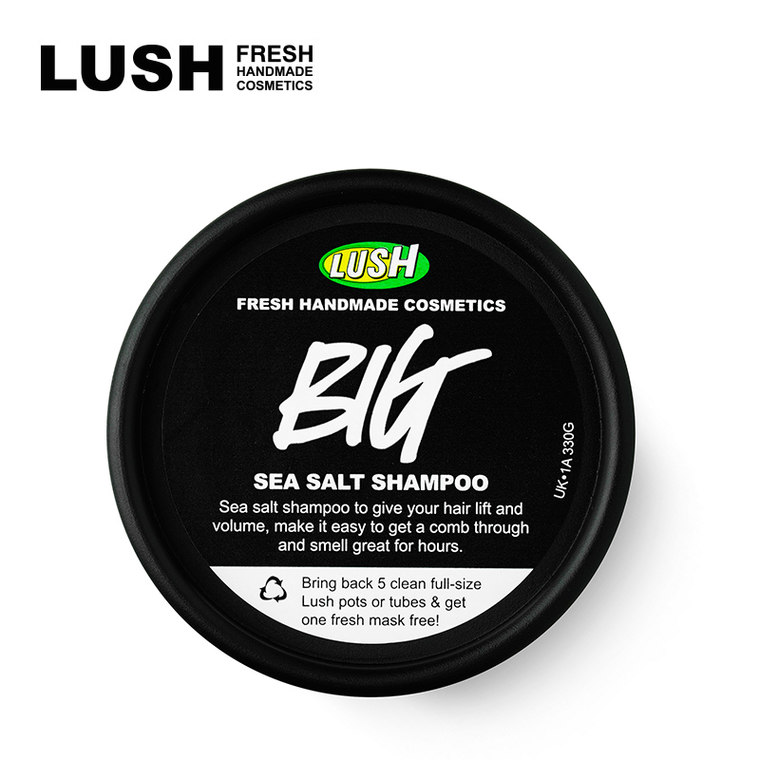 LUSH
FRESH
HANDMADE
COSMETICS
LUSH
FRESH HANDMADE COSMETICS
BIG
SEA SALT SHAMPOO
Sea salt shampoo to give your hair lift and
volume, make it easy to get a comb through
and smell great for hours.
UK•1A 330G
Bring back 5 clean full-size
Lush pots or tubes & get
one fresh mask free!